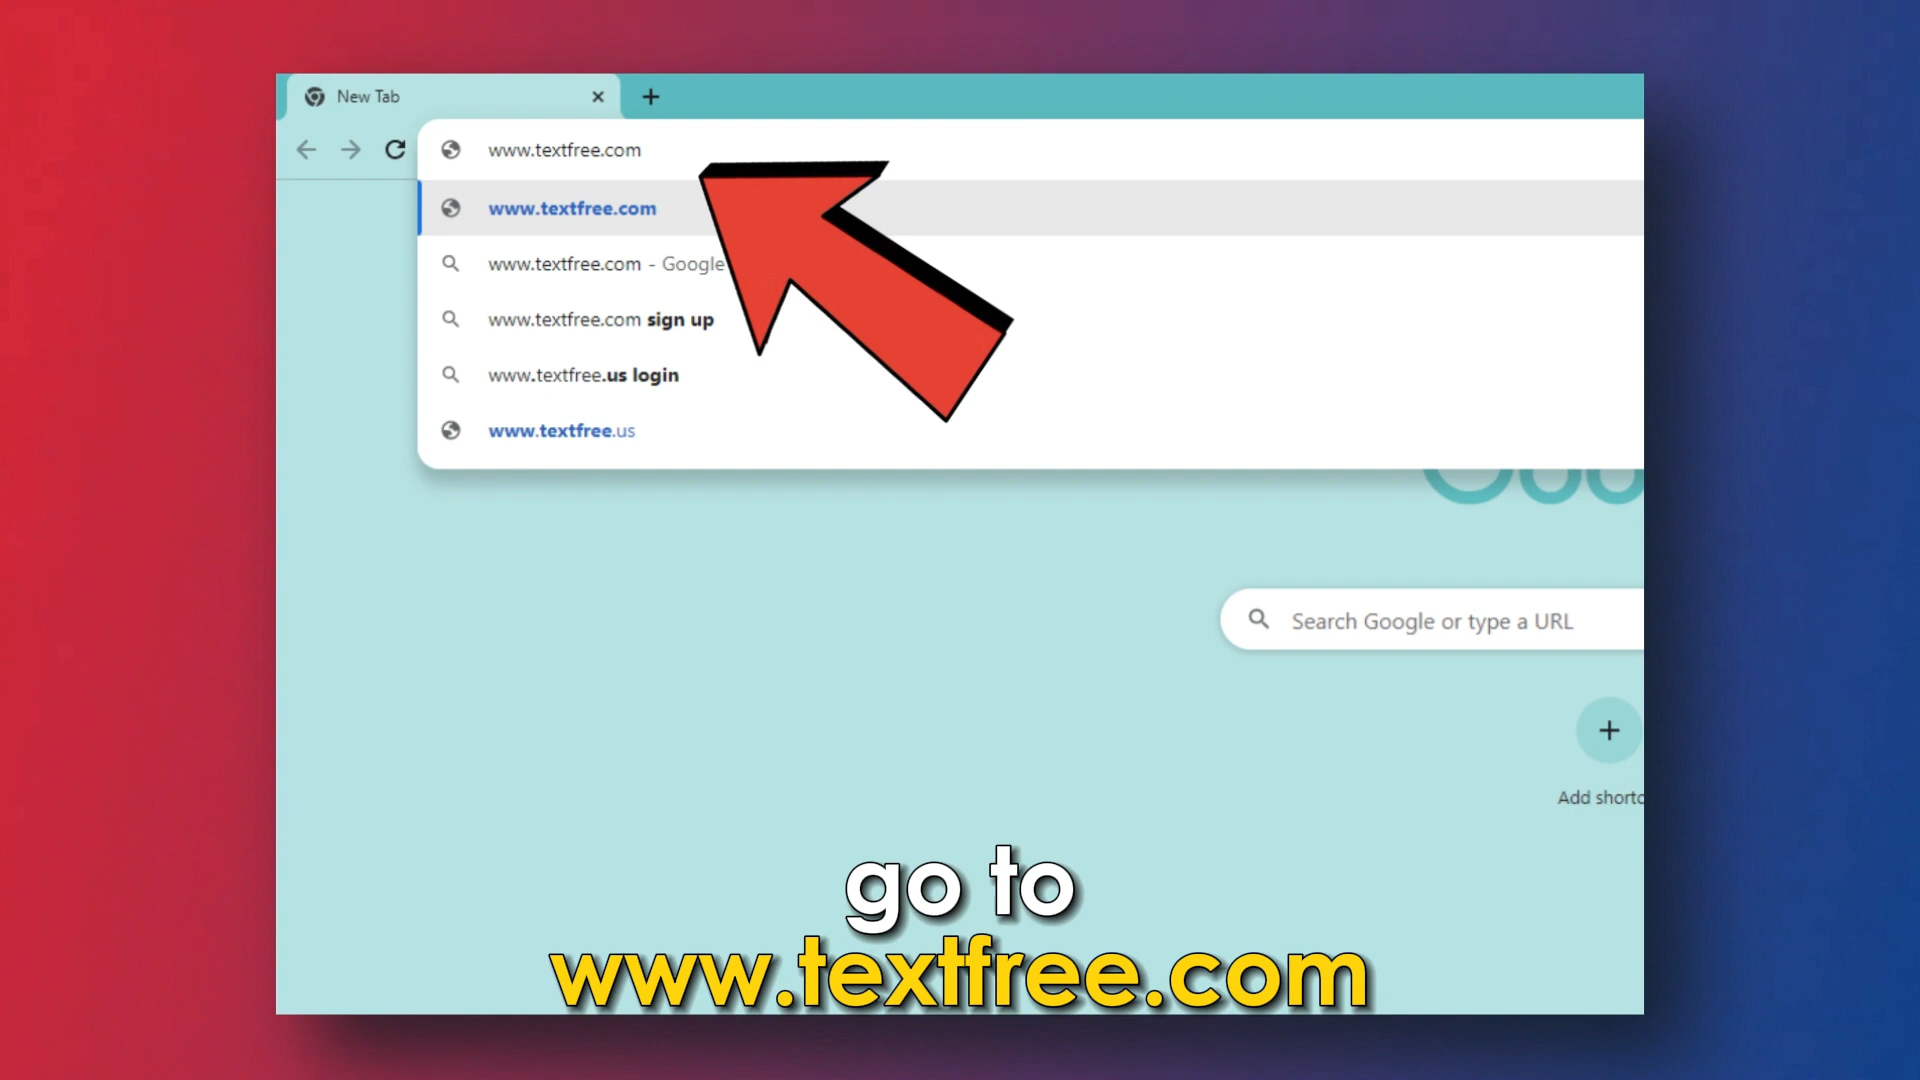 New Tab
www.textfree.com
www.textfree.com
www.textfree.com - Google
www.textfree.com sign up
www.textfree.us login
www.textfree.us
Search Google or type a URL
Add shortc
go to
www.textfree.com